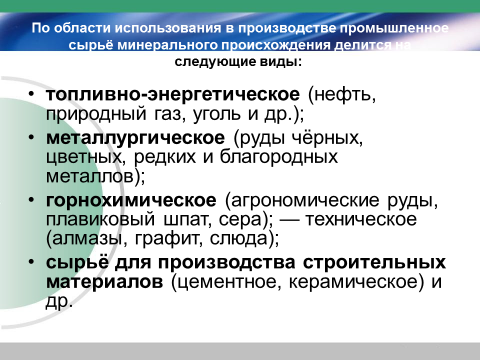 По области использования в производстве промышленное
сырьё минерального происхождения делится на
следующие виды:
• топливно-энергетическое (нефть,
природный газ, уголь и др.);
• металлургическое (руды чёрных,
цветных, редких и благородных
металлов);
• горнохимическое (агрономические руды,
плавиковый шпат, сера); — техническое
(алмазы, графит, слюда);
• сырьё для производства строительных
материалов (цементное, керамическое) и
др.